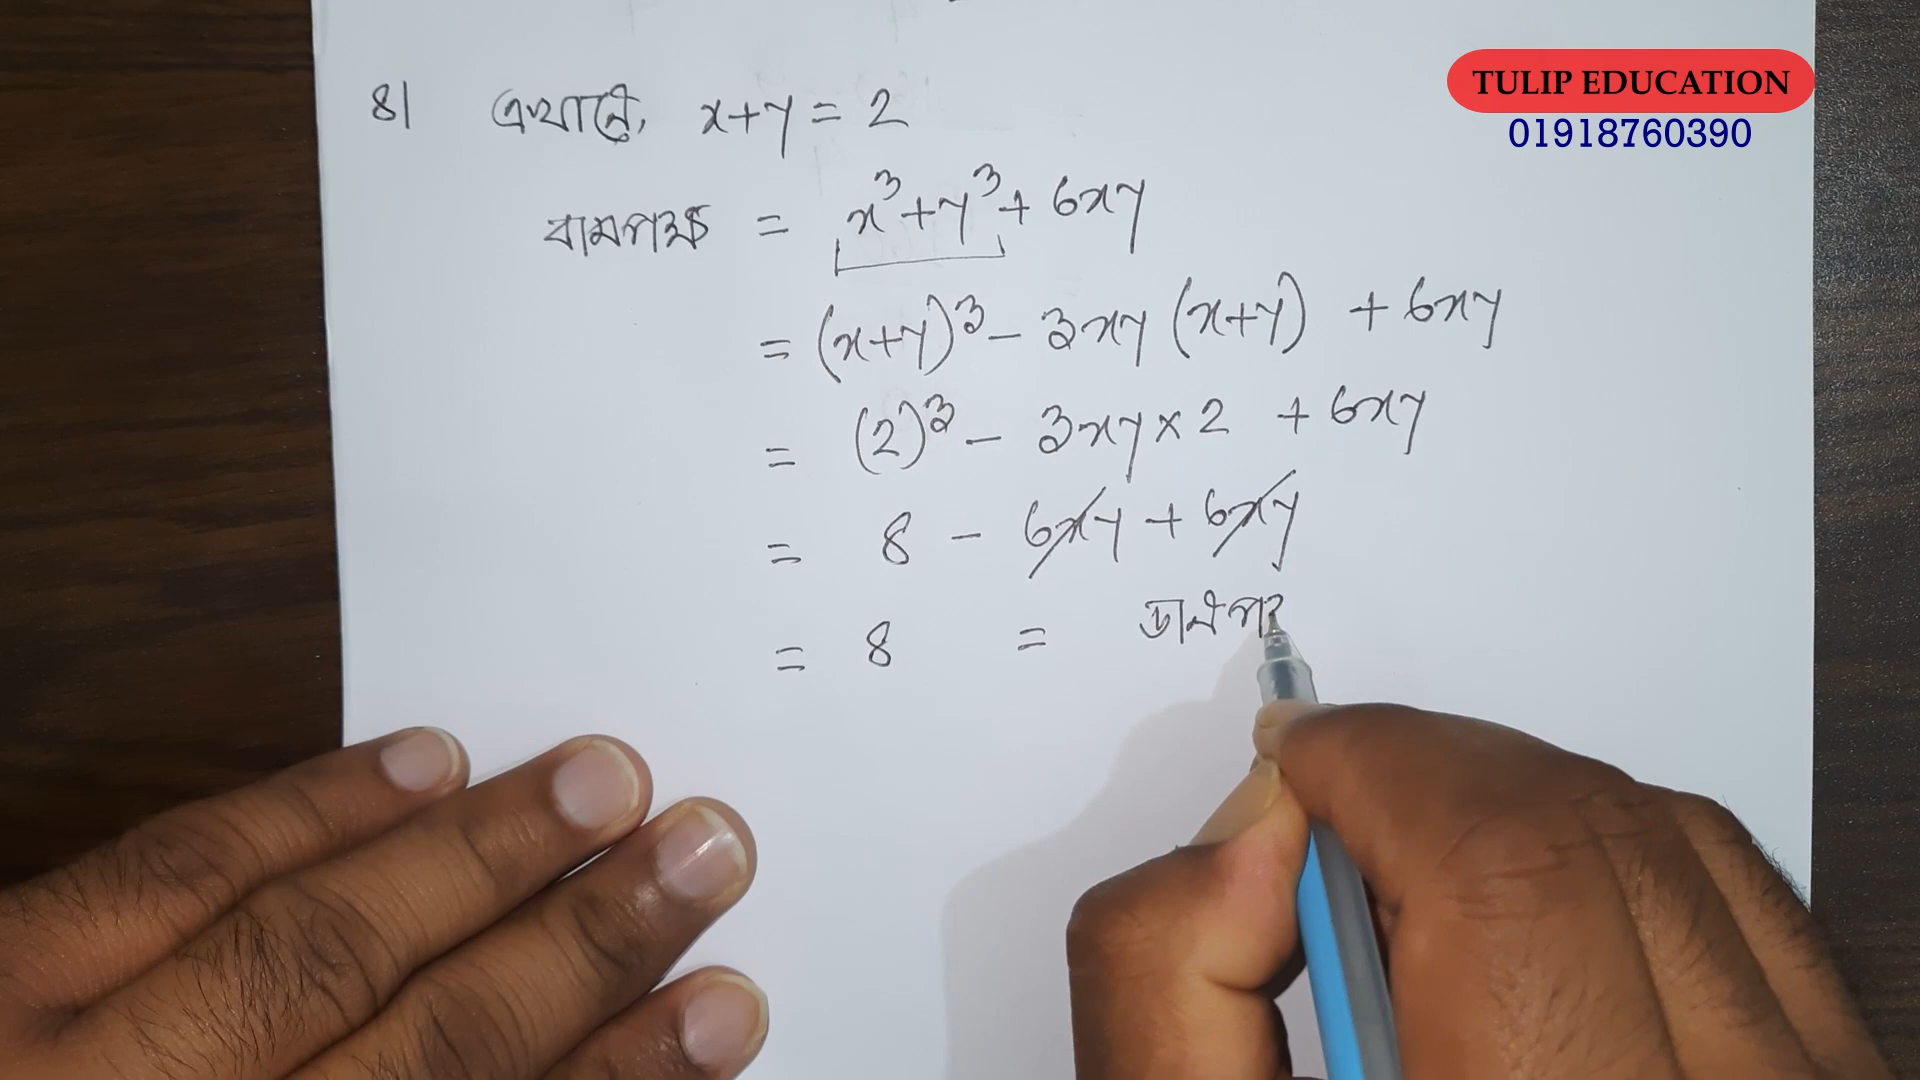 TULIP EDUCATION
01918760390
8| এখানে, x+y = 2
বামপক্ষ = x³+y³+ 6xy
= (x+y)³ - 3xy (x+y) + 6xy
= (2)³ - 3xy × 2 + 6xy
= 8 - 6xy + 6xy
= 8 =